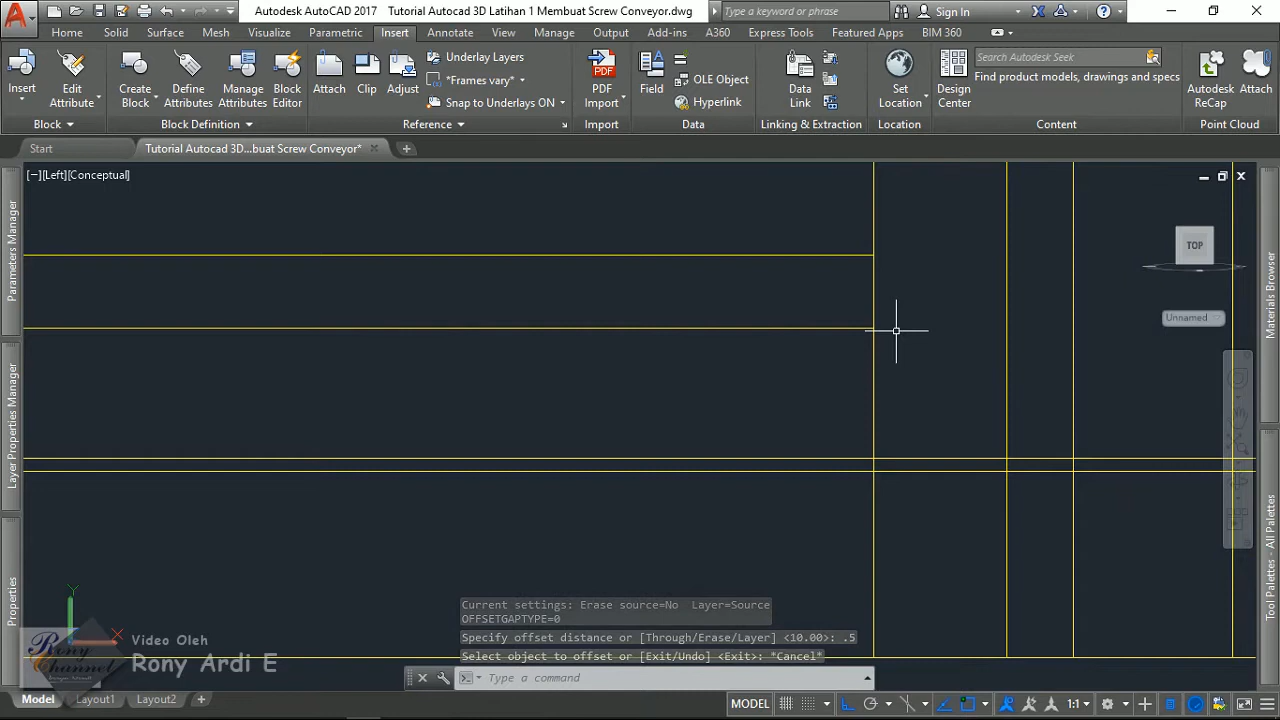 Autodesk AutoCAD 2017 Tutorial Autocad 3D Latihan 1 Membuat Screw Conveyor.dwg
Type a keyword or phrase
Sign In
Home Solid Surface Mesh Visualize Parametric Insert Annotate View Manage Output Add-ins A360 Express Tools Featured Apps BIM 360
Insert
Edit Attribute
Create Block
Define Attributes
Manage Attributes
Block Editor
Attach
Clip
Adjust
Underlay Layers
*Frames vary*
Snap to Underlays ON
PDF
PDF Import
Field
OLE Object
Hyperlink
Data Link
Set Location
Design Center
Search Autodesk Seek
Find product models, drawings and specs
Autodesk ReCap
Attach
Block Block Definition Reference Import Data Linking & Extraction Location Content Point Cloud
Start
Tutorial Autocad 3D...buat Screw Conveyor*
[−][Left][Conceptual]
TOP
Unnamed
Parameters Manager
Layer Properties Manager
Properties
Materials Browser
Tool Palettes - All Palettes
Y
X
Rony Channel
Video Oleh
Rony Ardi E
Current settings: Erase source=No Layer=Source
OFFSETGAPTYPE=0
Specify offset distance or [Through/Erase/Layer] <10.00>: .5
Select object to offset or [Exit/Undo] <Exit>: *Cancel*
Type a command
Model Layout1 Layout2
MODEL
1:1